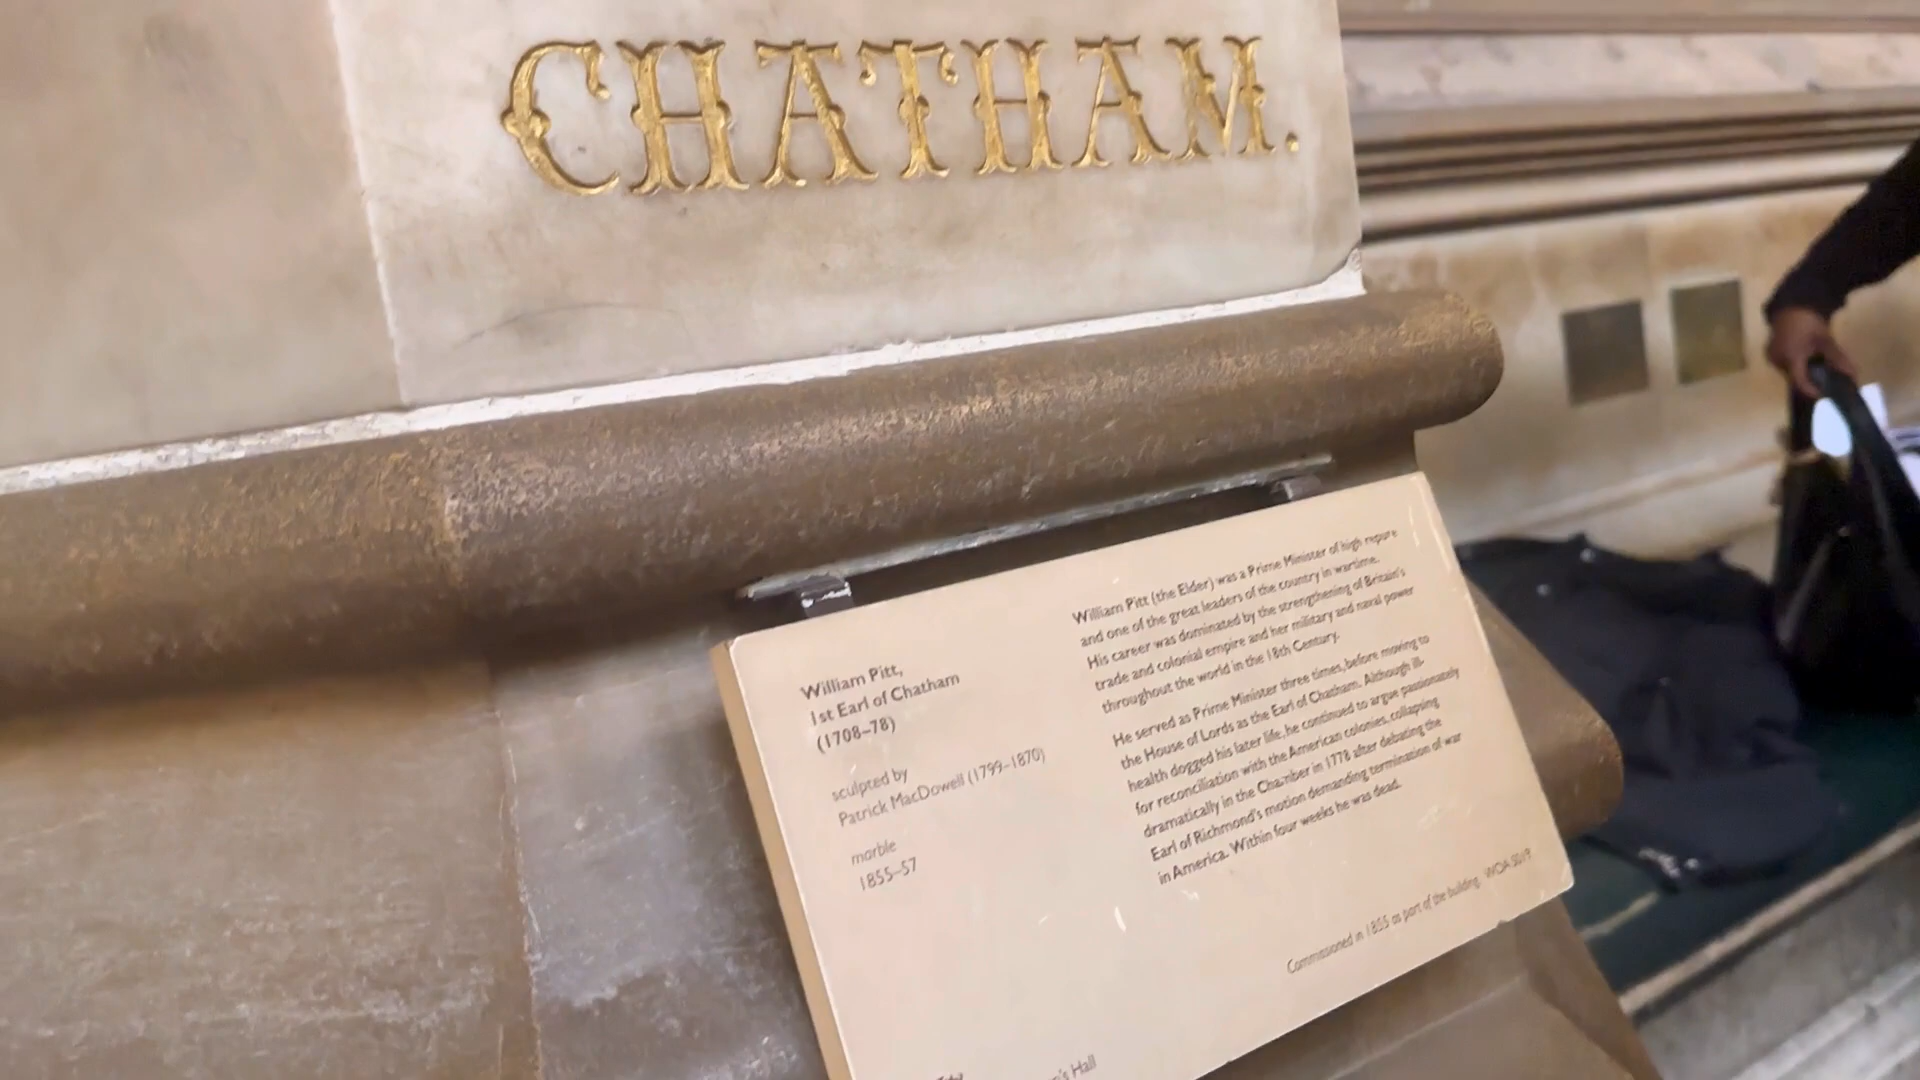 CHATHAM.
William Pitt,
1st Earl of Chatham
(1708–78)
sculpted by
Patrick MacDowell (1799–1870)
marble
1855–57
William Pitt (the Elder) was a Prime Minister of high repute
and one of the great leaders of the country in wartime.
His career was dominated by the strengthening of Britain's
trade and colonial empire and her military and naval power
throughout the world in the 18th Century.
He served as Prime Minister three times, before moving to
the House of Lords as the Earl of Chatham. Although ill-
health dogged his later life, he continued to argue passionately
for reconciliation with the American colonies, collapsing
dramatically in the Chamber in 1778 after debating the
Earl of Richmond's motion demanding termination of war
in America. Within four weeks he was dead.
Commissioned in 1855 as part of the building. WOA S019
Hall